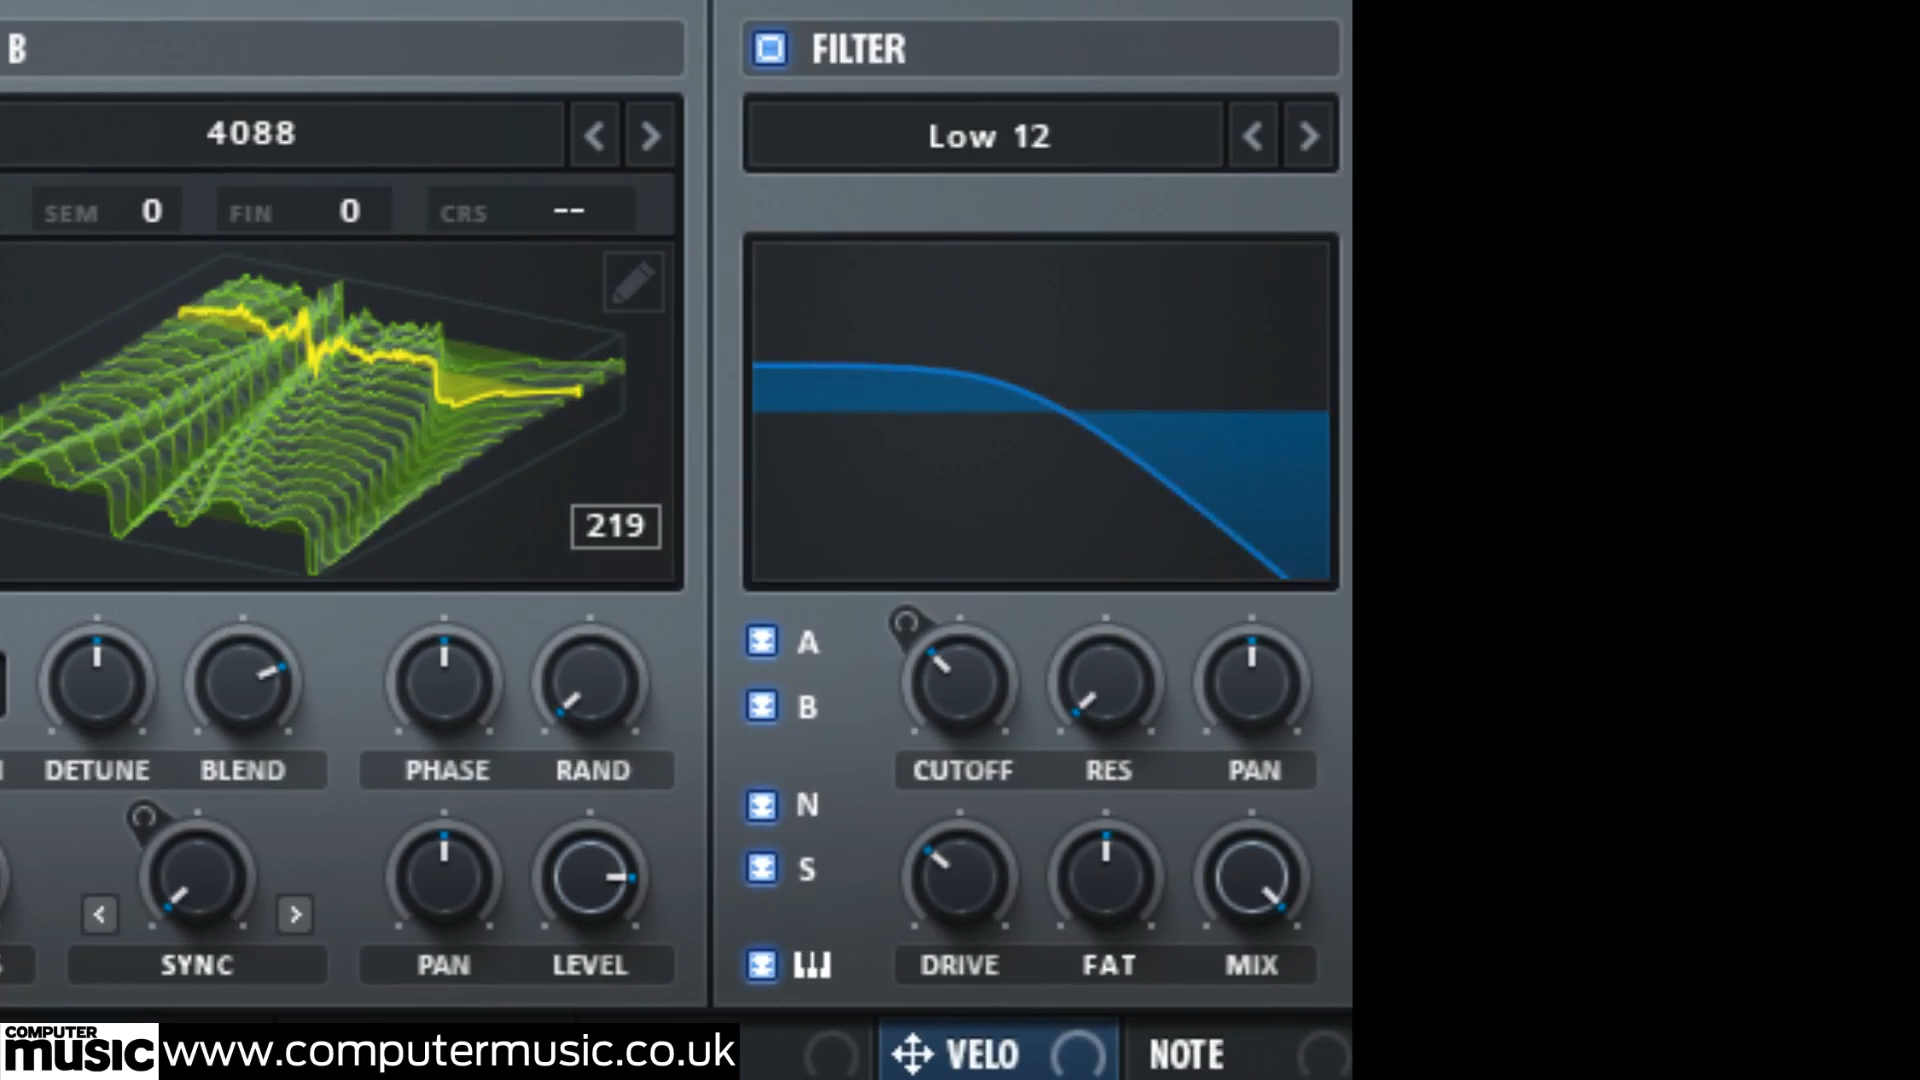 B
FILTER
4088
Low 12
SEM 0 FIN 0 CRS --
219
A
B
DETUNE BLEND PHASE RAND
CUTOFF RES PAN
N
S
SYNC PAN LEVEL
DRIVE FAT MIX
COMPUTER
music www.computermusic.co.uk
VELO NOTE